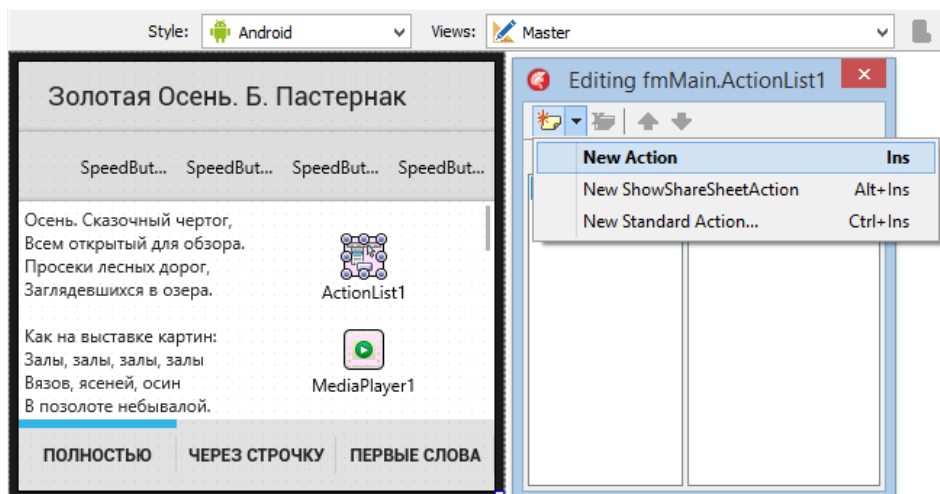 Style: Android Views: Master
Золотая Осень. Б. Пастернак
SpeedBut... SpeedBut... SpeedBut... SpeedBut...
Осень. Сказочный чертог,
Всем открытый для обзора.
Просеки лесных дорог,
Заглядевшихся в озера.
ActionList1
Как на выставке картин:
Залы, залы, залы, залы
Вязов, ясеней, осин
В позолоте небывалой.
MediaPlayer1
ПОЛНОСТЬЮ ЧЕРЕЗ СТРОЧКУ ПЕРВЫЕ СЛОВА
Editing fmMain.ActionList1
New Action Ins
New ShowShareSheetAction Alt+Ins
New Standard Action... Ctrl+Ins